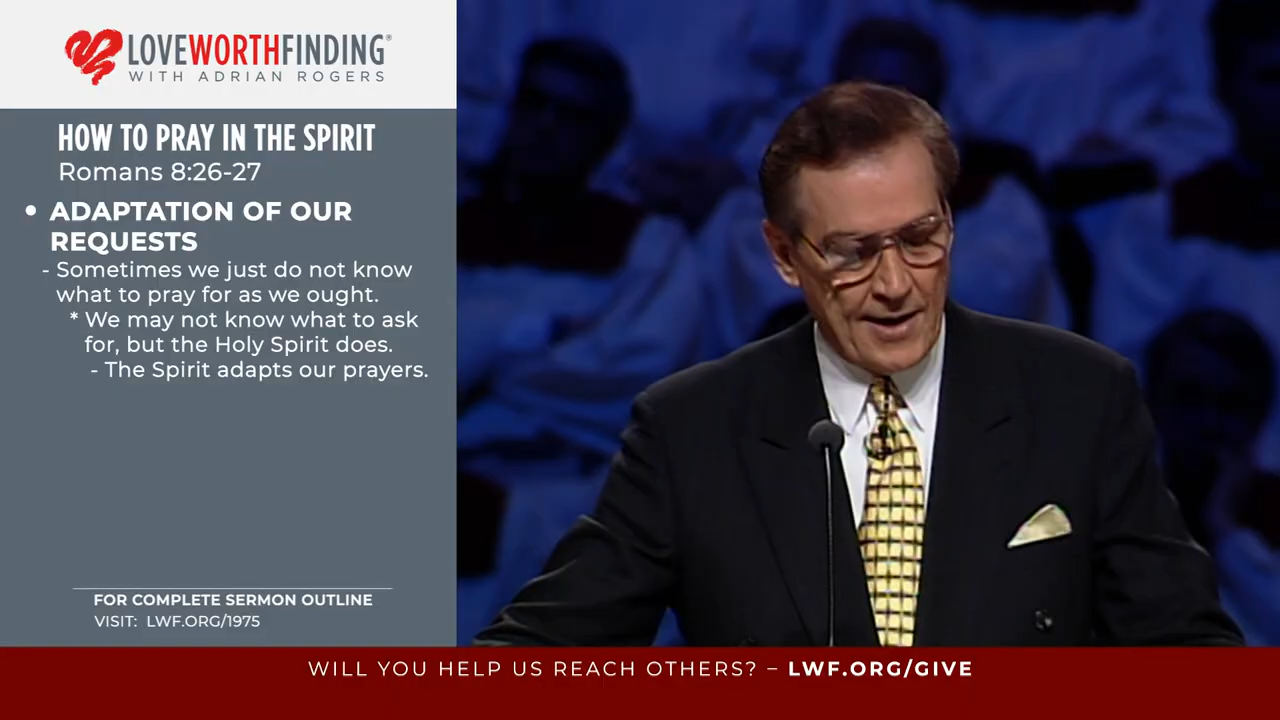 LOVEWORTHFINDING®
WITH ADRIAN ROGERS
HOW TO PRAY IN THE SPIRIT
Romans 8:26-27
• ADAPTATION OF OUR
REQUESTS
- Sometimes we just do not know
what to pray for as we ought.
* We may not know what to ask
for, but the Holy Spirit does.
- The Spirit adapts our prayers.
FOR COMPLETE SERMON OUTLINE
VISIT: LWF.ORG/1975
WILL YOU HELP US REACH OTHERS? – LWF.ORG/GIVE